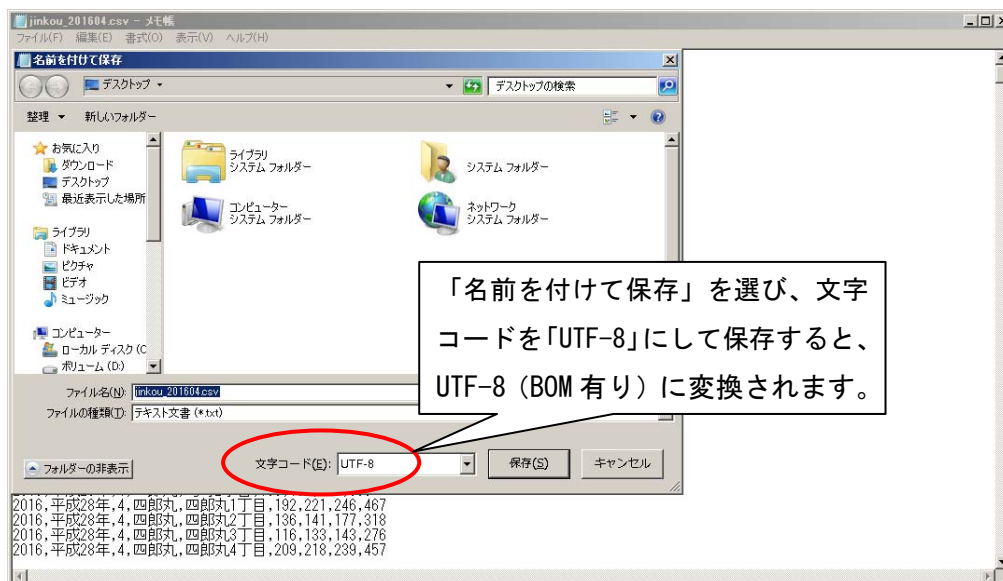 jinkou_201604.csv - メモ帳
ファイル(F) 編集(E) 書式(O) 表示(V) ヘルプ(H)
名前を付けて保存
デスクトップ
デスクトップの検索
整理 新しいフォルダー
お気に入り
ダウンロード
デスクトップ
最近表示した場所
ライブラリ
ドキュメント
ピクチャ
ビデオ
ミュージック
コンピューター
ローカル ディスク (C
ボリューム (D:)
ライブラリ
システム フォルダー
システム フォルダー
コンピューター
システム フォルダー
ネットワーク
システム フォルダー
「名前を付けて保存」を選び、文字
コードを「UTF-8」にして保存すると、
UTF-8（BOM 有り）に変換されます。
ファイル名(N): jinkou_201604.csv
ファイルの種類(T): テキスト文書 (*.txt)
フォルダーの非表示
文字コード(E): UTF-8
保存(S)
キャンセル
2016,平成28年,4,四郎丸,四郎丸1丁目,192,221,246,467
2016,平成28年,4,四郎丸,四郎丸2丁目,136,141,177,318
2016,平成28年,4,四郎丸,四郎丸3丁目,116,133,143,276
2016,平成28年,4,四郎丸,四郎丸4丁目,209,218,239,457